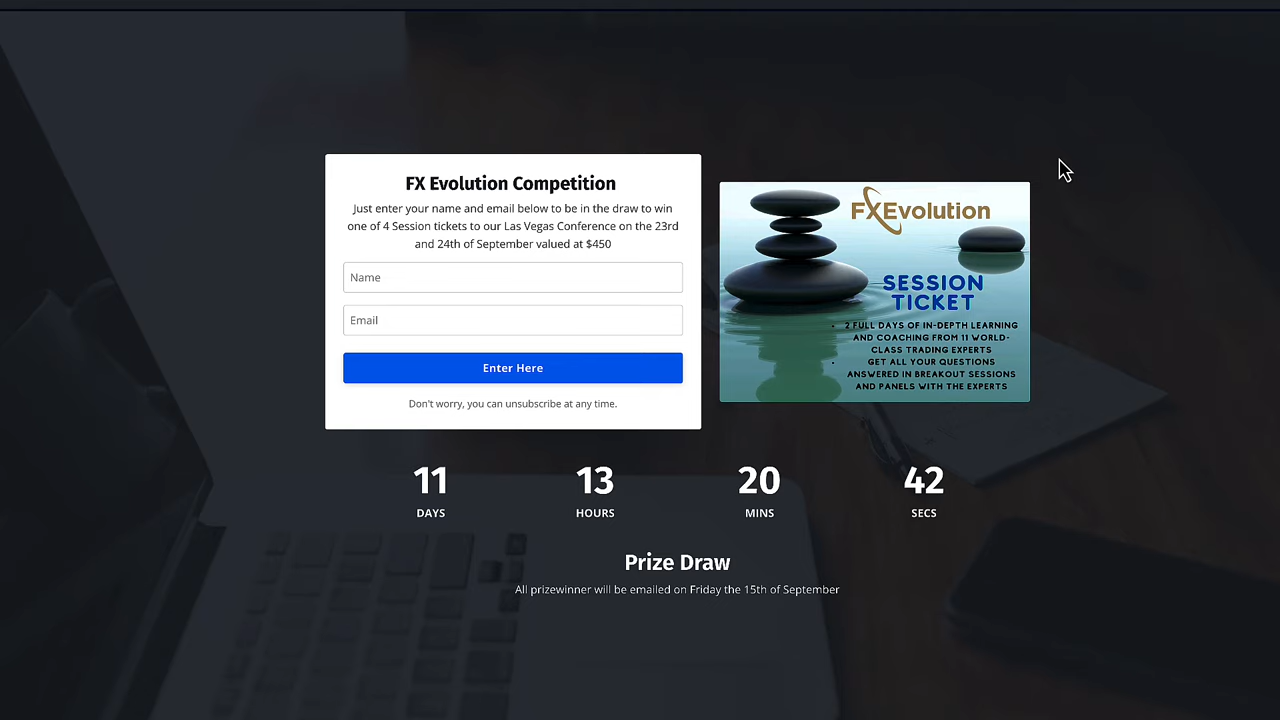 FX Evolution Competition
Just enter your name and email below to be in the draw to win
one of 4 Session tickets to our Las Vegas Conference on the 23rd
and 24th of September valued at $450
Name
Email
Enter Here
Don't worry, you can unsubscribe at any time.
FXEvolution
SESSION
TICKET
• 2 FULL DAYS OF IN-DEPTH LEARNING
AND COACHING FROM 11 WORLD-
CLASS TRADING EXPERTS
• GET ALL YOUR QUESTIONS
ANSWERED IN BREAKOUT SESSIONS
AND PANELS WITH THE EXPERTS
11 13 20 42
DAYS HOURS MINS SECS
Prize Draw
All prizewinner will be emailed on Friday the 15th of September